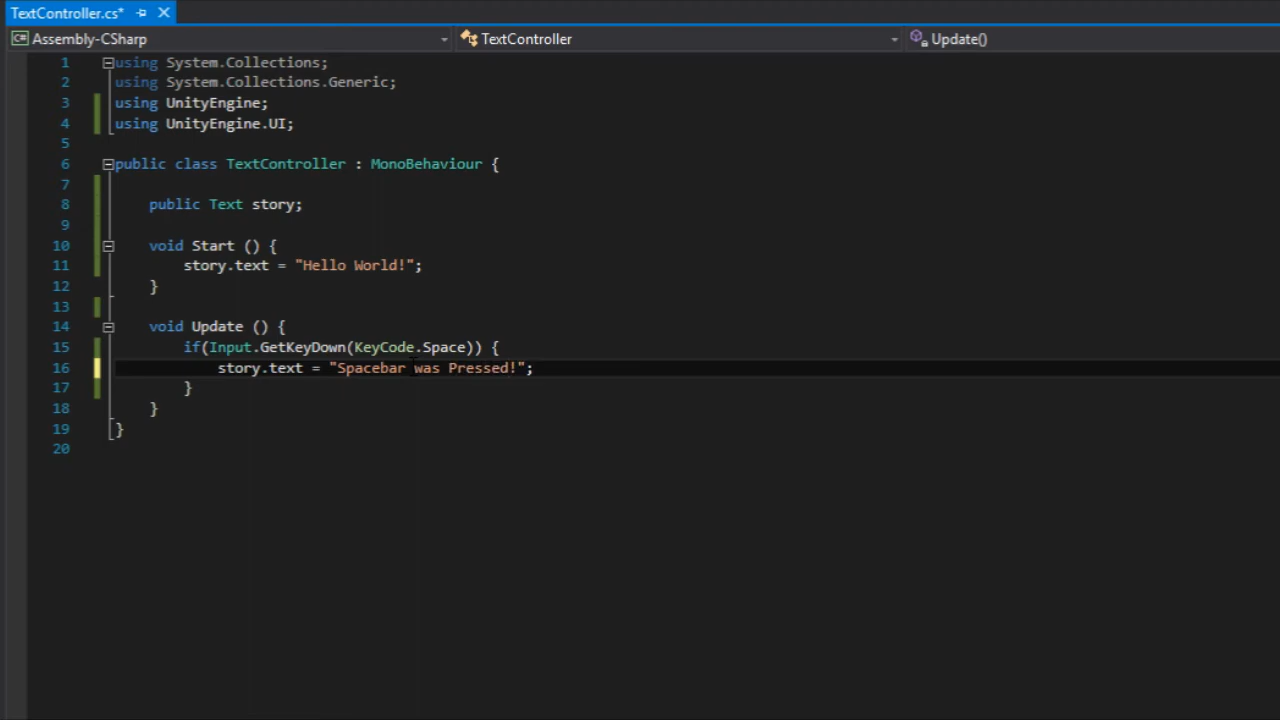 TextController.cs*
Assembly-CSharp TextController Update()
1 using System.Collections;
2 using System.Collections.Generic;
3 using UnityEngine;
4 using UnityEngine.UI;
5
6 public class TextController : MonoBehaviour {
7
8 public Text story;
9
10 void Start () {
11 story.text = "Hello World!";
12 }
13
14 void Update () {
15 if(Input.GetKeyDown(KeyCode.Space)) {
16 story.text = "Spacebar was Pressed!";
17 }
18 }
19 }
20